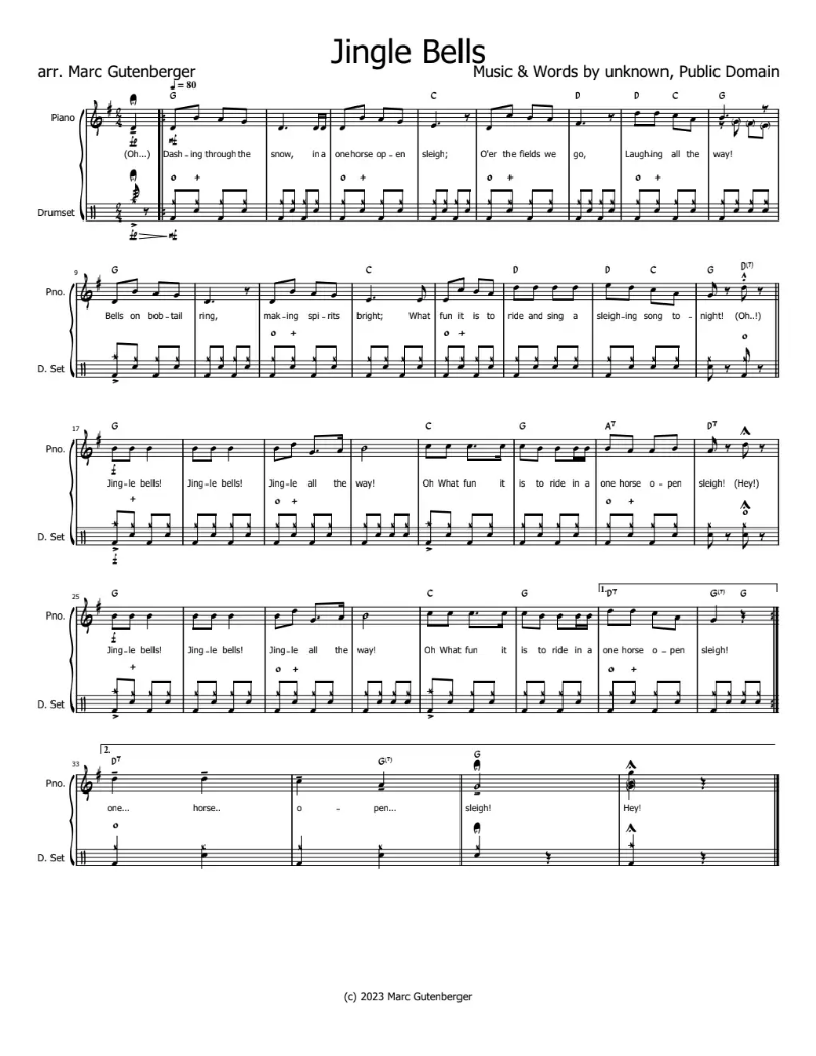 Jingle Bells
arr. Marc Gutenberger
Music & Words by unknown, Public Domain
= 80
G C D D C G
Piano
(Oh...) Dash - ing through the snow, in a one horse op - en sleigh; O'er the fields we go, Laugh-ing all the way!
o + o + o + o +
Drumset
9 G C D D C G D(7)
Pno.
Bells on bob - tail ring, mak - ing spi - rits bright; What fun it is to ride and sing a sleigh - ing song to - night! (Oh..!)
o + o + o
D. Set
17 G C G A7 D7
Pno.
f
Jing - le bells! Jing - le bells! Jing - le all the way! Oh What fun it is to ride in a one horse o - pen sleigh! (Hey!)
+ o + o + o
D. Set
f
25 G C G 1. D7 G(7) G
Pno.
f
Jing - le bells! Jing - le bells! Jing - le all the way! Oh What fun it is to ride in a one horse o - pen sleigh!
+ o + o +
D. Set
2.
33 D7 G(7) G
Pno.
one... horse.. o - pen... sleigh! Hey!
o
D. Set
(c) 2023 Marc Gutenberger